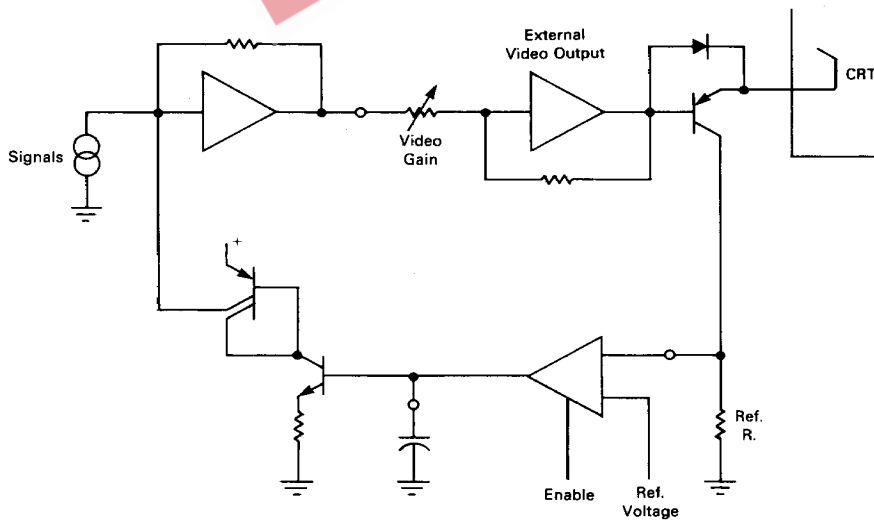 External
Video Output
CRT
Video
Gain
Signals
+
Ref.
R.
Enable
Ref.
Voltage